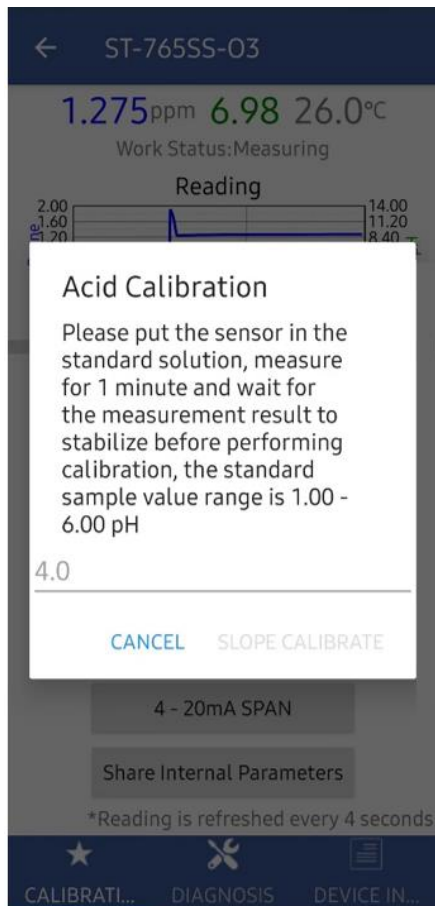 ST-765SS-O3
1.275ppm 6.98 26.0°C
Work Status:Measuring
Reading
2.00
14.00
1.60
11.20
1.20
8.40
Acid Calibration
Please put the sensor in the
standard solution, measure
for 1 minute and wait for
the measurement result to
stabilize before performing
calibration, the standard
sample value range is 1.00 -
6.00 pH
4.0
CANCEL SLOPE CALIBRATE
4 - 20mA SPAN
Share Internal Parameters
*Reading is refreshed every 4 seconds
CALIBRATI... DIAGNOSIS DEVICE IN...